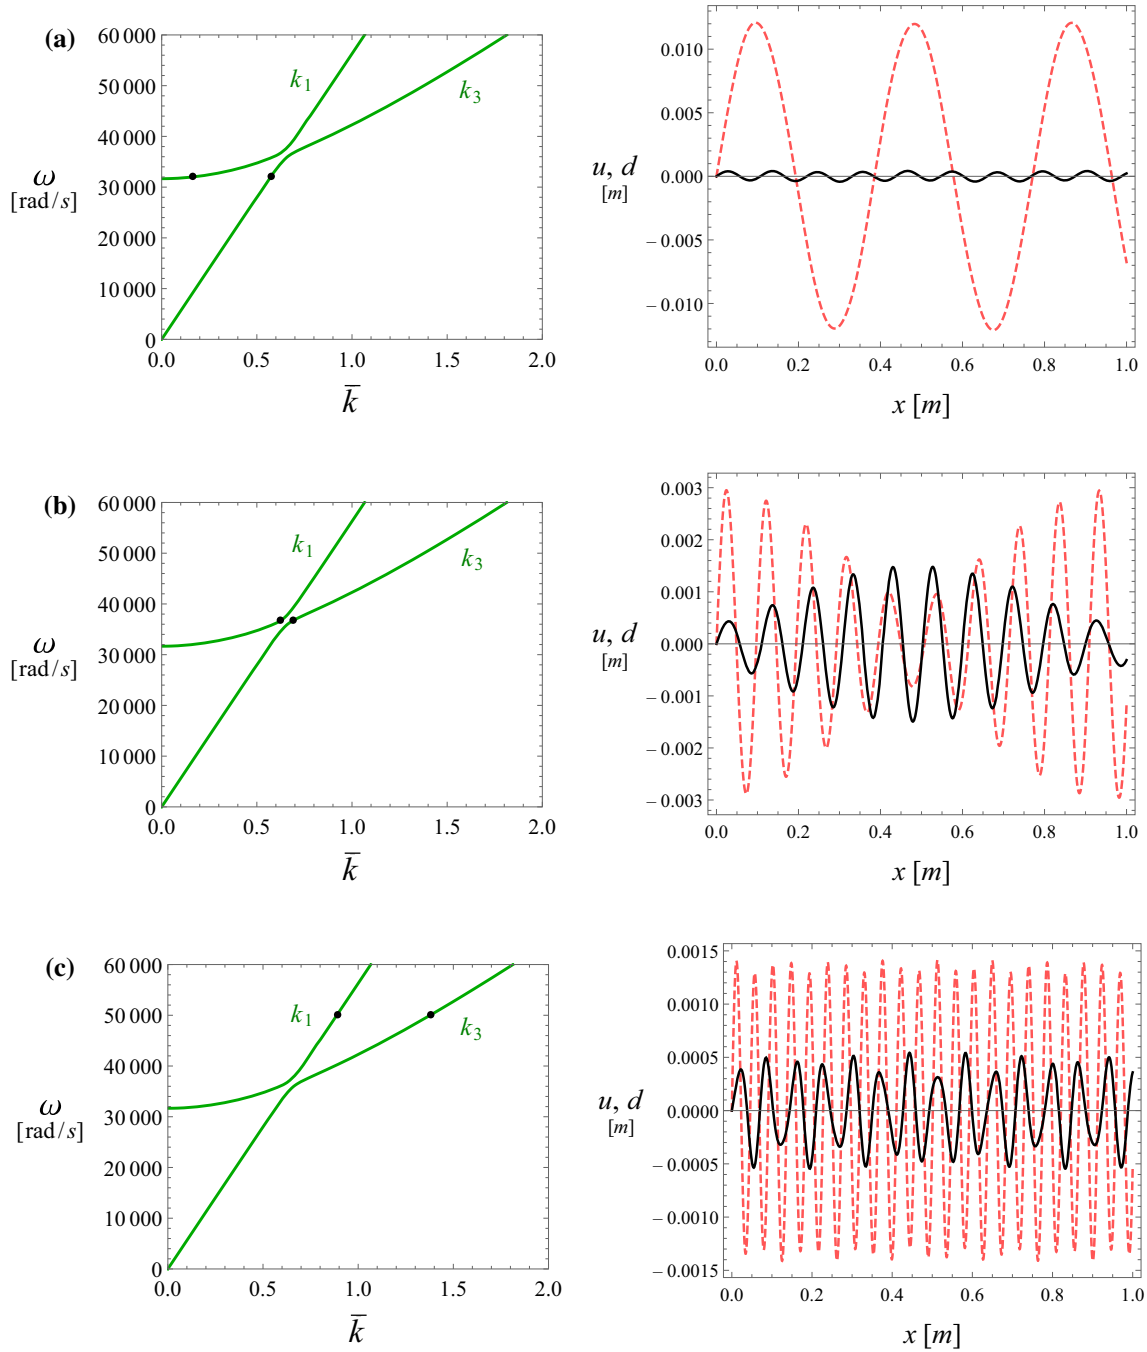 (a)
60 000
50 000
40 000
30 000
20 000
10 000
0
ω
[rad/s]
k1
k3
0.0 0.5 1.0 1.5 2.0
k̅
0.010
0.005
0.000
−0.005
−0.010
u, d
[m]
0.0 0.2 0.4 0.6 0.8 1.0
x [m]
(b)
60 000
50 000
40 000
30 000
20 000
10 000
0
ω
[rad/s]
k1
k3
0.0 0.5 1.0 1.5 2.0
k̅
0.003
0.002
0.001
0.000
−0.001
−0.002
−0.003
u, d
[m]
0.0 0.2 0.4 0.6 0.8 1.0
x [m]
(c)
60 000
50 000
40 000
30 000
20 000
10 000
0
ω
[rad/s]
k1
k3
0.0 0.5 1.0 1.5 2.0
k̅
0.0015
0.0010
0.0005
0.0000
−0.0005
−0.0010
−0.0015
u, d
[m]
0.0 0.2 0.4 0.6 0.8 1.0
x [m]